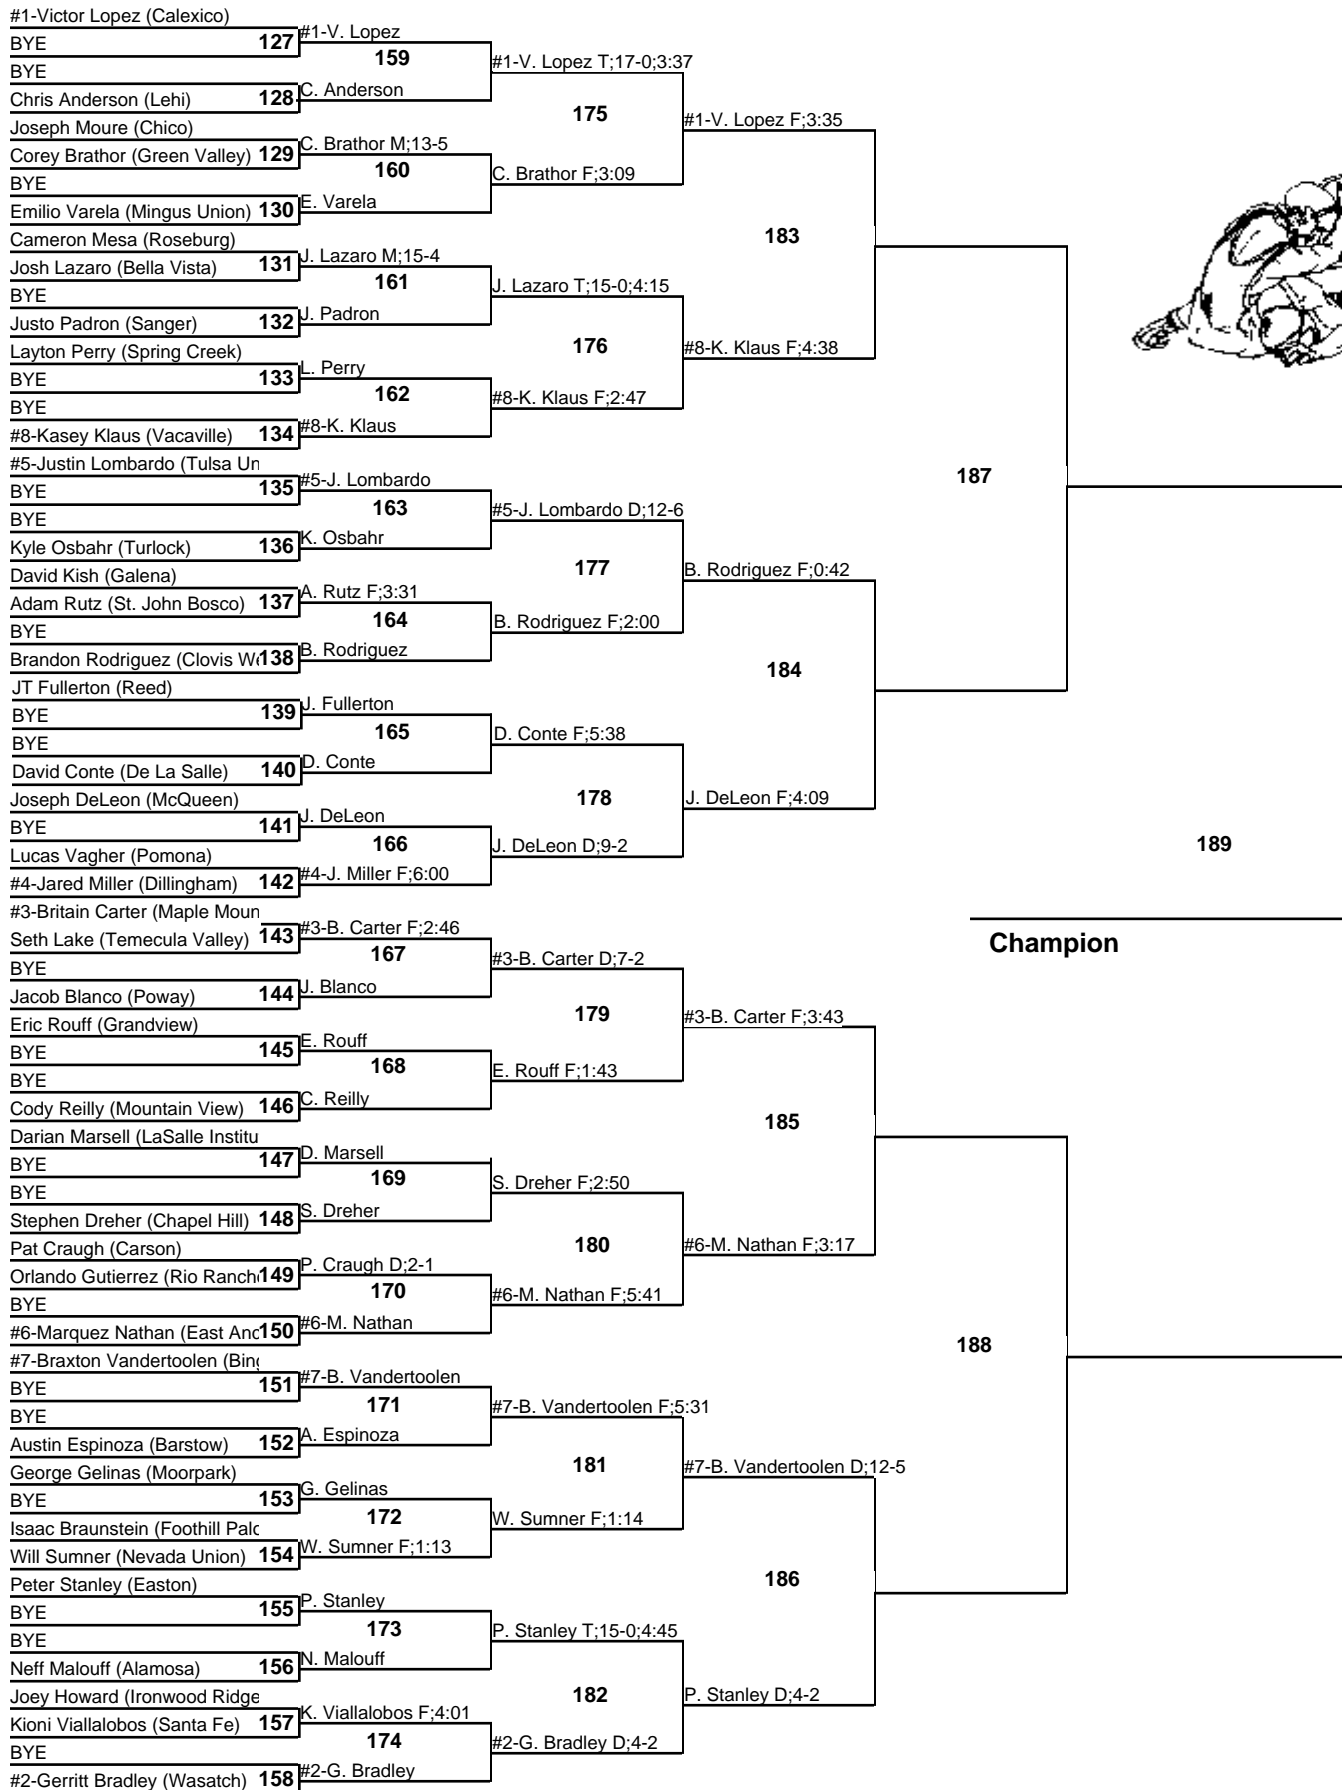 #1-Victor Lopez (Calexico)
BYE
127
BYE
Chris Anderson (Lehi)
128
Joseph Moure (Chico)
Corey Brathor (Green Valley)
129
BYE
Emilio Varela (Mingus Union)
130
Cameron Mesa (Roseburg)
Josh Lazaro (Bella Vista)
131
BYE
Justo Padron (Sanger)
132
Layton Perry (Spring Creek)
BYE
133
BYE
#8-Kasey Klaus (Vacaville)
134
#5-Justin Lombardo (Tulsa Un
BYE
135
BYE
Kyle Osbahr (Turlock)
136
David Kish (Galena)
Adam Rutz (St. John Bosco)
137
BYE
Brandon Rodriguez (Clovis We
138
JT Fullerton (Reed)
BYE
139
BYE
David Conte (De La Salle)
140
Joseph DeLeon (McQueen)
BYE
141
Lucas Vagher (Pomona)
#4-Jared Miller (Dillingham)
142
#3-Britain Carter (Maple Moun
Seth Lake (Temecula Valley)
143
BYE
Jacob Blanco (Poway)
144
Eric Rouff (Grandview)
BYE
145
BYE
Cody Reilly (Mountain View)
146
Darian Marsell (LaSalle Institu
BYE
147
BYE
Stephen Dreher (Chapel Hill)
148
Pat Craugh (Carson)
Orlando Gutierrez (Rio Ranch
149
BYE
#6-Marquez Nathan (East Anc
150
#7-Braxton Vandertoolen (Bing
BYE
151
BYE
Austin Espinoza (Barstow)
152
George Gelinas (Moorpark)
BYE
153
Isaac Braunstein (Foothill Palo
Will Sumner (Nevada Union)
154
Peter Stanley (Easton)
BYE
155
BYE
Neff Malouff (Alamosa)
156
Joey Howard (Ironwood Ridge
Kioni Viallalobos (Santa Fe)
157
BYE
#2-Gerritt Bradley (Wasatch)
158
#1-V. Lopez
159
C. Anderson
C. Brathor M;13-5
160
E. Varela
J. Lazaro M;15-4
161
J. Padron
L. Perry
162
#8-K. Klaus
#5-J. Lombardo
163
K. Osbahr
A. Rutz F;3:31
164
B. Rodriguez
J. Fullerton
165
D. Conte
J. DeLeon
166
#4-J. Miller F;6:00
#3-B. Carter F;2:46
167
J. Blanco
E. Rouff
168
C. Reilly
D. Marsell
169
S. Dreher
P. Craugh D;2-1
170
#6-M. Nathan
#7-B. Vandertoolen
171
A. Espinoza
G. Gelinas
172
W. Sumner F;1:13
P. Stanley
173
N. Malouff
K. Viallalobos F;4:01
174
#2-G. Bradley
#1-V. Lopez T;17-0;3:37
175
C. Brathor F;3:09
J. Lazaro T;15-0;4:15
176
#8-K. Klaus F;2:47
#5-J. Lombardo D;12-6
177
B. Rodriguez F;2:00
D. Conte F;5:38
178
J. DeLeon D;9-2
#3-B. Carter D;7-2
179
E. Rouff F;1:43
S. Dreher F;2:50
180
#6-M. Nathan F;5:41
#7-B. Vandertoolen F;5:31
181
W. Sumner F;1:14
P. Stanley T;15-0;4:45
182
#2-G. Bradley D;4-2
#1-V. Lopez F;3:35
183
#8-K. Klaus F;4:38
B. Rodriguez F;0:42
184
J. DeLeon F;4:09
#3-B. Carter F;3:43
185
#6-M. Nathan F;3:17
#7-B. Vandertoolen D;12-5
186
P. Stanley D;4-2
187
188
189
Champion